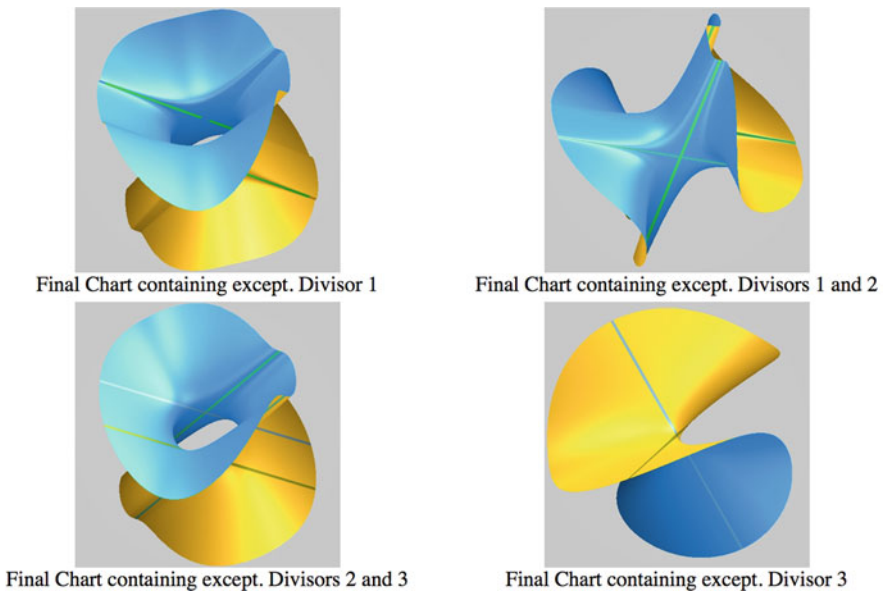 Final Chart containing except. Divisor 1
Final Chart containing except. Divisors 1 and 2
Final Chart containing except. Divisors 2 and 3
Final Chart containing except. Divisor 3